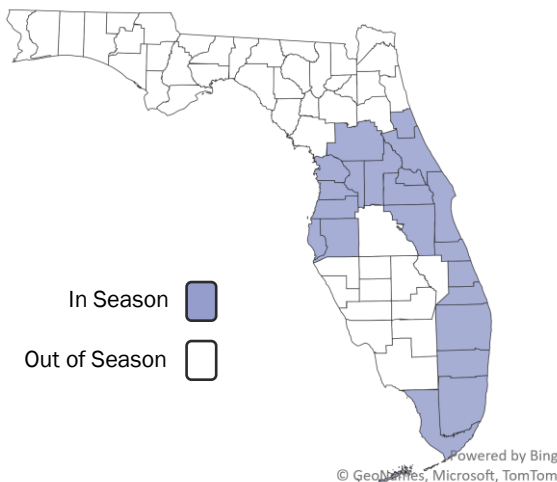 In Season
Out of Season
Powered by Bing
© GeoNames, Microsoft, TomTom